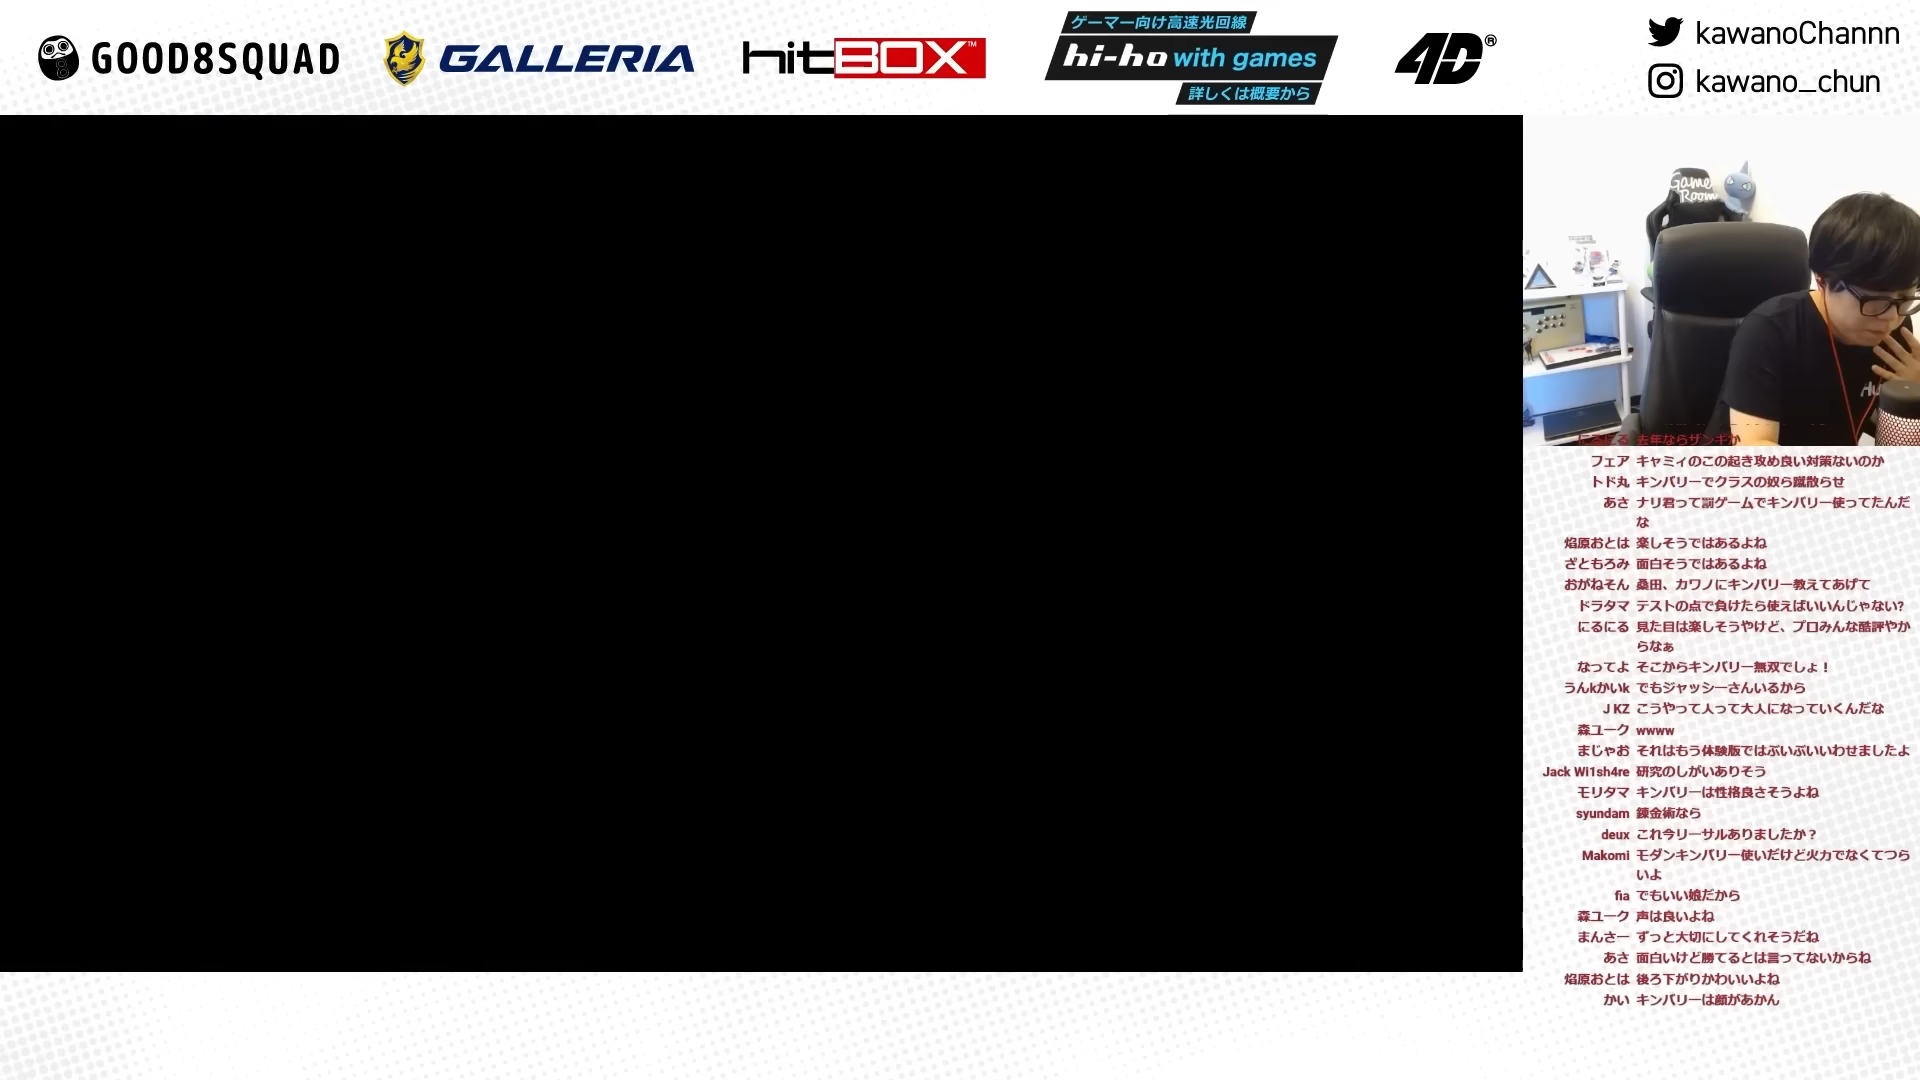 GOOD8SQUAD
GALLERIA
hitBOX™
ゲーマー向け高速光回線
hi-ho with games
詳しくは概要から
4D®
kawanoChannn
kawano_chun
Game
Room
にるにる 去年ならザンギか
フェア キャミィのこの起き攻め良い対策ないのか
トド丸 キンバリーでクラスの奴ら蹴散らせ
あさ ナリ君って罰ゲームでキンバリー使ってたんだ
な
焰原おとは 楽しそうではあるよね
ざともろみ 面白そうではあるよね
おがねそん 桑田、カワノにキンバリー教えてあげて
ドラタマ テストの点で負けたら使えばいいんじゃない?
にるにる 見た目は楽しそうやけど、プロみんな酷評やか
らなぁ
なってよ そこからキンバリー無双でしょ！
うんkかいk でもジャッシーさんいるから
J KZ こうやって人って大人になっていくんだな
森ユーク wwww
まじゃお それはもう体験版ではぶいぶいいわせましたよ
Jack Wi1sh4re 研究のしがいありそう
モリタマ キンバリーは性格良さそうよね
syundam 錬金術なら
deux これ今リーサルありましたか？
Makomi モダンキンバリー使いだけど火力でなくてつら
いよ
fia でもいい娘だから
森ユーク 声は良いよね
まんさー ずっと大切にしてくれそうだね
あさ 面白いけど勝てるとは言ってないからね
焰原おとは 後ろ下がりかわいいよね
かい キンバリーは顔があかん